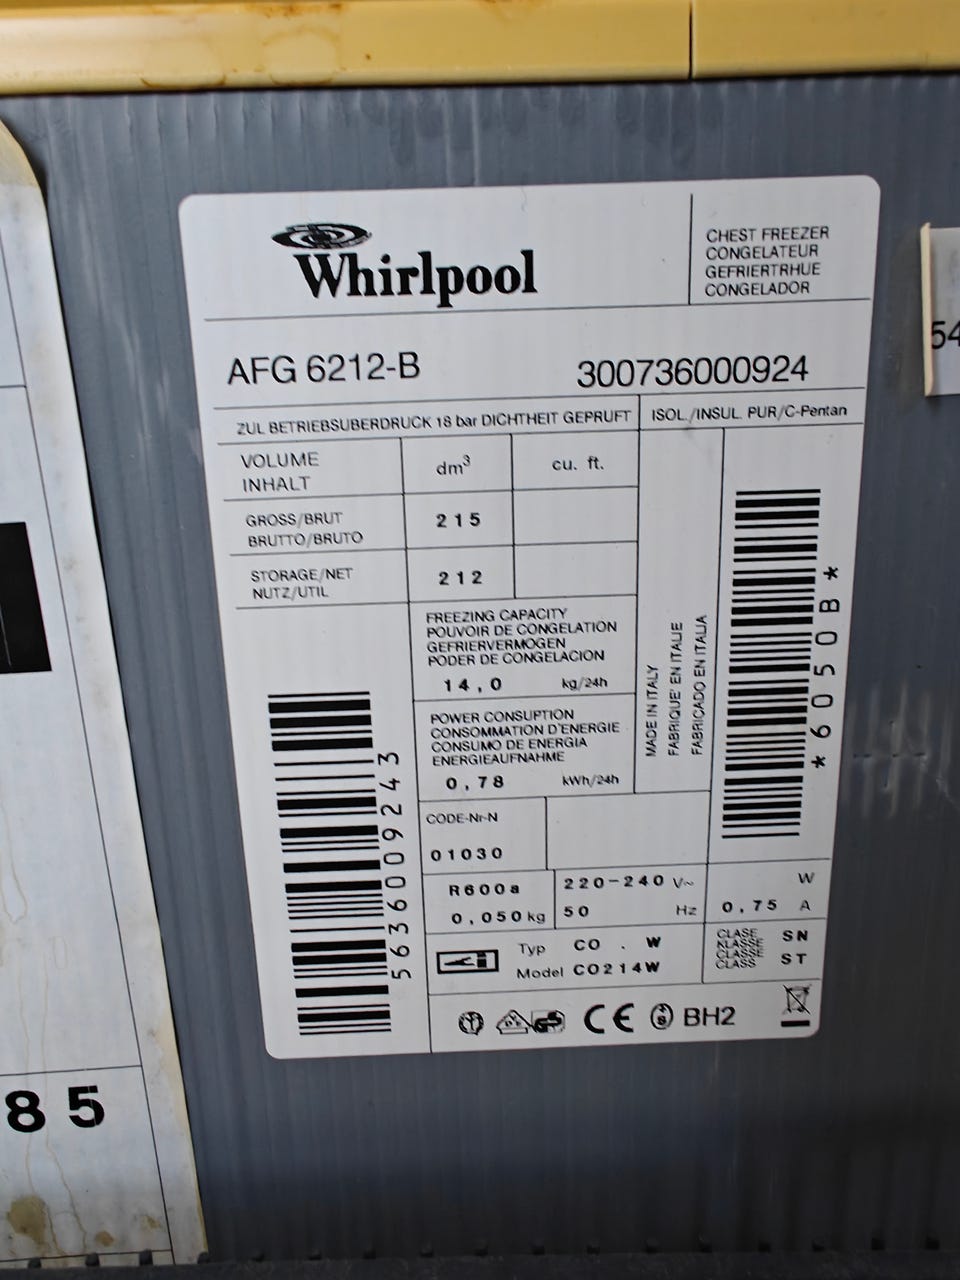 Whirlpool
CHEST FREEZER
CONGELATEUR
GEFRIERTRHUE
CONGELADOR
AFG 6212-B
300736000924
ZUL BETRIEBSUBERDRUCK 18 bar DICHTHEIT GEPRUFT
ISOL./INSUL. PUR/C-Pentan
VOLUME
INHALT
dm³
cu. ft.
GROSS/BRUT
BRUTTO/BRUTO
215
STORAGE/NET
NUTZ/UTIL
212
FREEZING CAPACITY
POUVOIR DE CONGELATION
GEFRIERVERMOGEN
PODER DE CONGELACION
14,0 kg/24h
POWER CONSUPTION
CONSOMMATION D'ENERGIE
CONSUMO DE ENERGIA
ENERGIEAUFNAHME
0,78 kWh/24h
MADE IN ITALY
FABRIQUE' EN ITALIE
FABRICADO EN ITALIA
*6050B*
56360009243
CODE-Nr-N
01030
R600a
0,050 kg
220-240 V~
50 Hz
W
0,75 A
Typ CO . W
Model CO214W
CLASE
KLASSE
CLASSE
CLASS
SN
ST
GS
CE
S
BH2
54
85